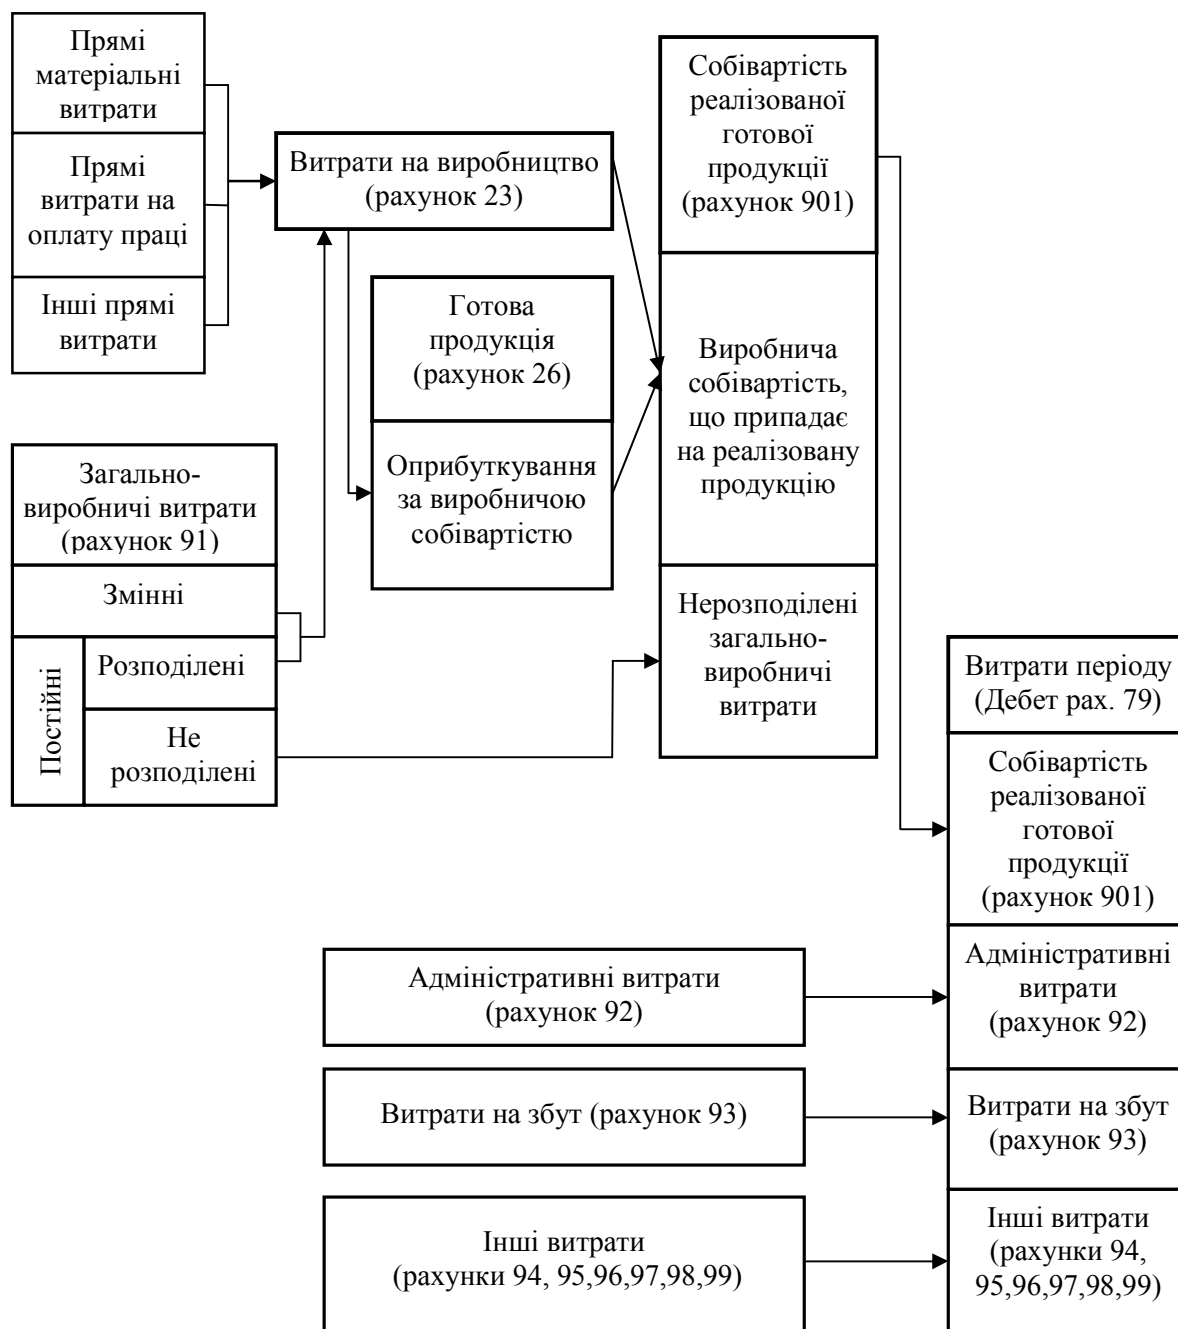 Прямі
матеріальні
витрати
Прямі
витрати на
оплату праці
Інші прямі
витрати
Витрати на виробництво
(рахунок 23)
Готова
продукція
(рахунок 26)
Оприбуткування
за виробничою
собівартістю
Собівартість
реалізованої
готової
продукції
(рахунок 901)
Виробнича
собівартість,
що припадає
на реалізовану
продукцію
Нерозподілені
загально-
виробничі
витрати
Загально-
виробничі витрати
(рахунок 91)
Змінні
Постійні
Розподілені
Не
розподілені
Витрати періоду
(Дебет рах. 79)
Собівартість
реалізованої
готової
продукції
(рахунок 901)
Адміністративні витрати
(рахунок 92)
Адміністративні
витрати
(рахунок 92)
Витрати на збут (рахунок 93)
Витрати на збут
(рахунок 93)
Інші витрати
(рахунки 94, 95,96,97,98,99)
Інші витрати
(рахунки 94,
95,96,97,98,99)